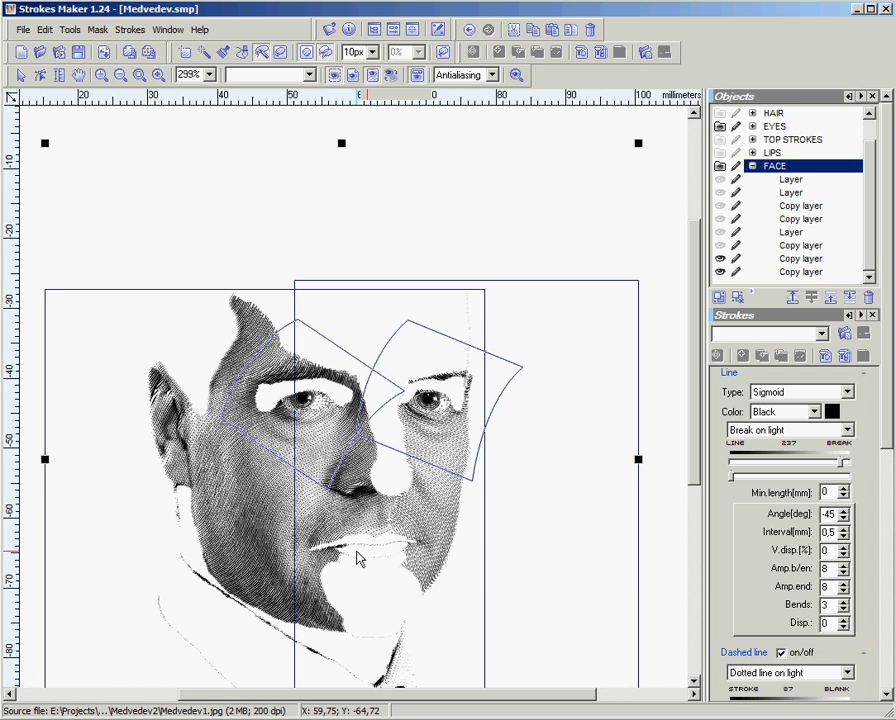 Strokes Maker 1.24 - [Medvedev.smp]
File Edit Tools Mask Strokes Window Help
10px 0%
299% Antialiasing
20 30 40 50 6 0 80 90 100 millimeters
-10
-20
-30
-40
-50
-60
-70
-80
Objects
HAIR
EYES
TOP STROKES
LIPS
FACE
Layer
Layer
Copy layer
Copy layer
Layer
Copy layer
Copy layer
Copy layer
Strokes
Line
Type: Sigmoid
Color: Black
Break on light
LINE 237 BREAK
Min.length[mm]: 0
Angle[deg]: -45
Interval[mm]: 0,5
V.disp.[%]: 0
Amp.b/en: 8
Amp.end: 8
Bends: 3
Disp.: 0
Dashed line on/off
Dotted line on light
STROKE 87 BLANK
Source file: E:\Projects\...\Medvedev2\Medvedev1.jpg (2 MB; 200 dpi) X: 59,75; Y: -64,72